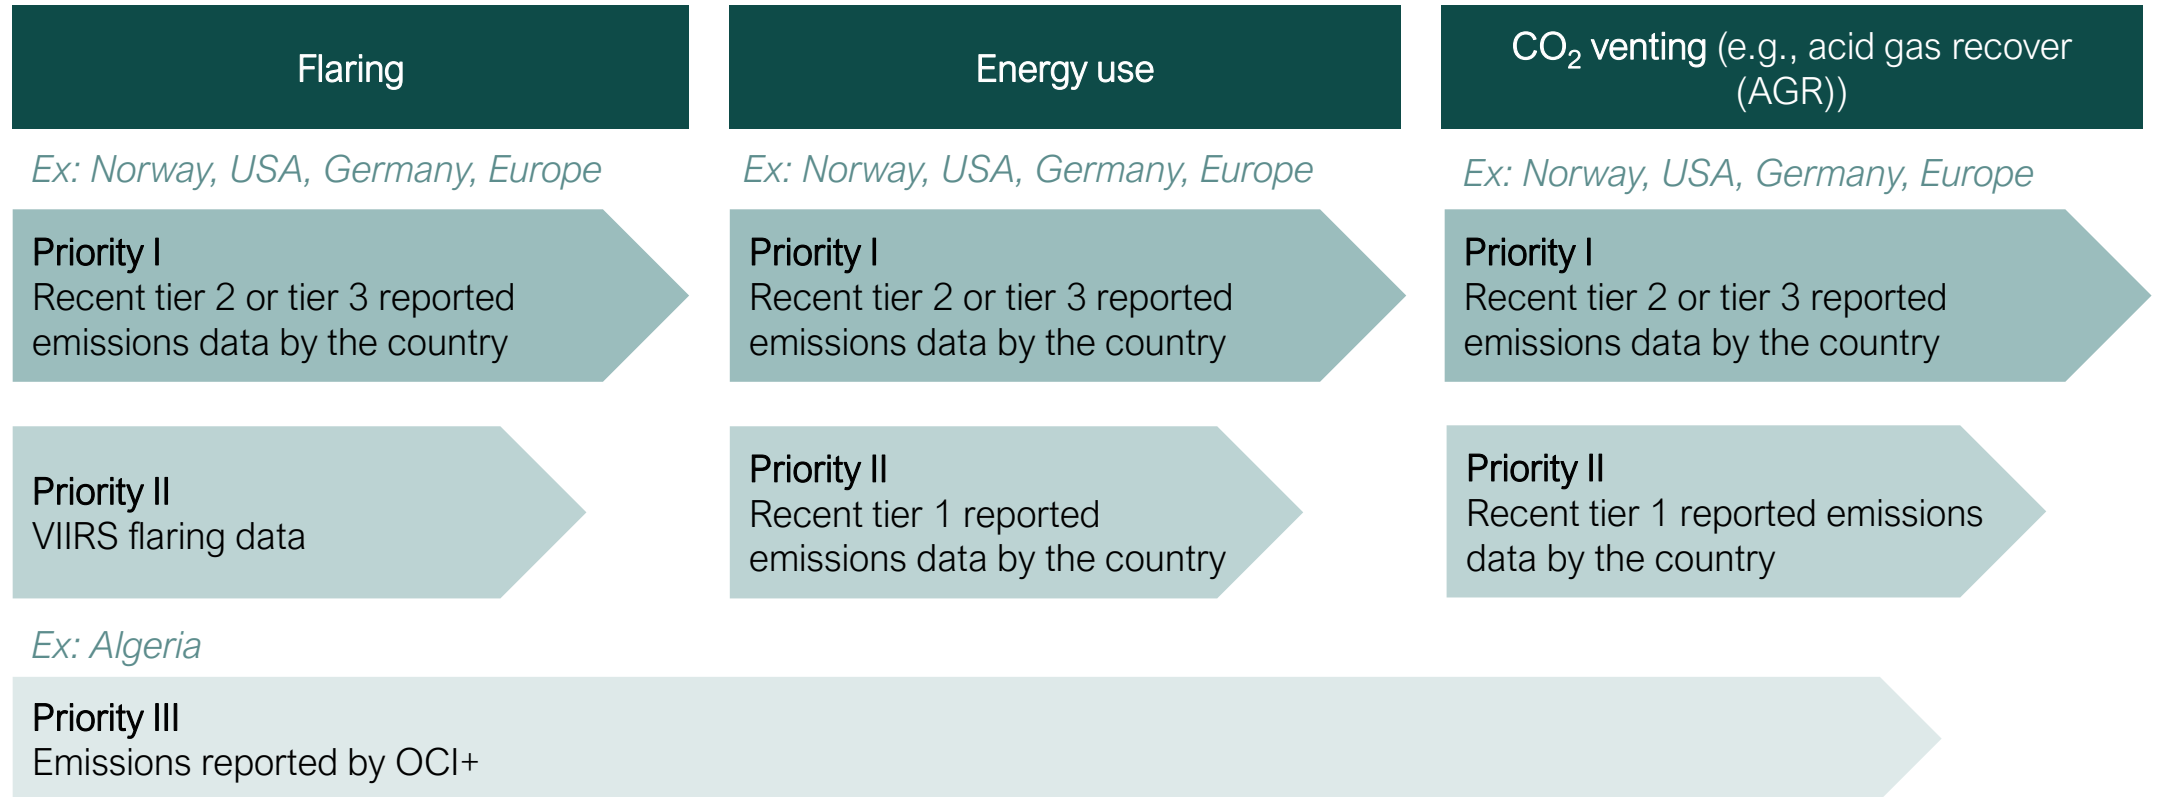 Flaring
Energy use
CO₂ venting (e.g., acid gas recover
(AGR))
Ex: Norway, USA, Germany, Europe
Ex: Norway, USA, Germany, Europe
Ex: Norway, USA, Germany, Europe
Priority I
Recent tier 2 or tier 3 reported
emissions data by the country
Priority I
Recent tier 2 or tier 3 reported
emissions data by the country
Priority I
Recent tier 2 or tier 3 reported
emissions data by the country
Priority II
VIIRS flaring data
Priority II
Recent tier 1 reported
emissions data by the country
Priority II
Recent tier 1 reported emissions
data by the country
Ex: Algeria
Priority III
Emissions reported by OCI+